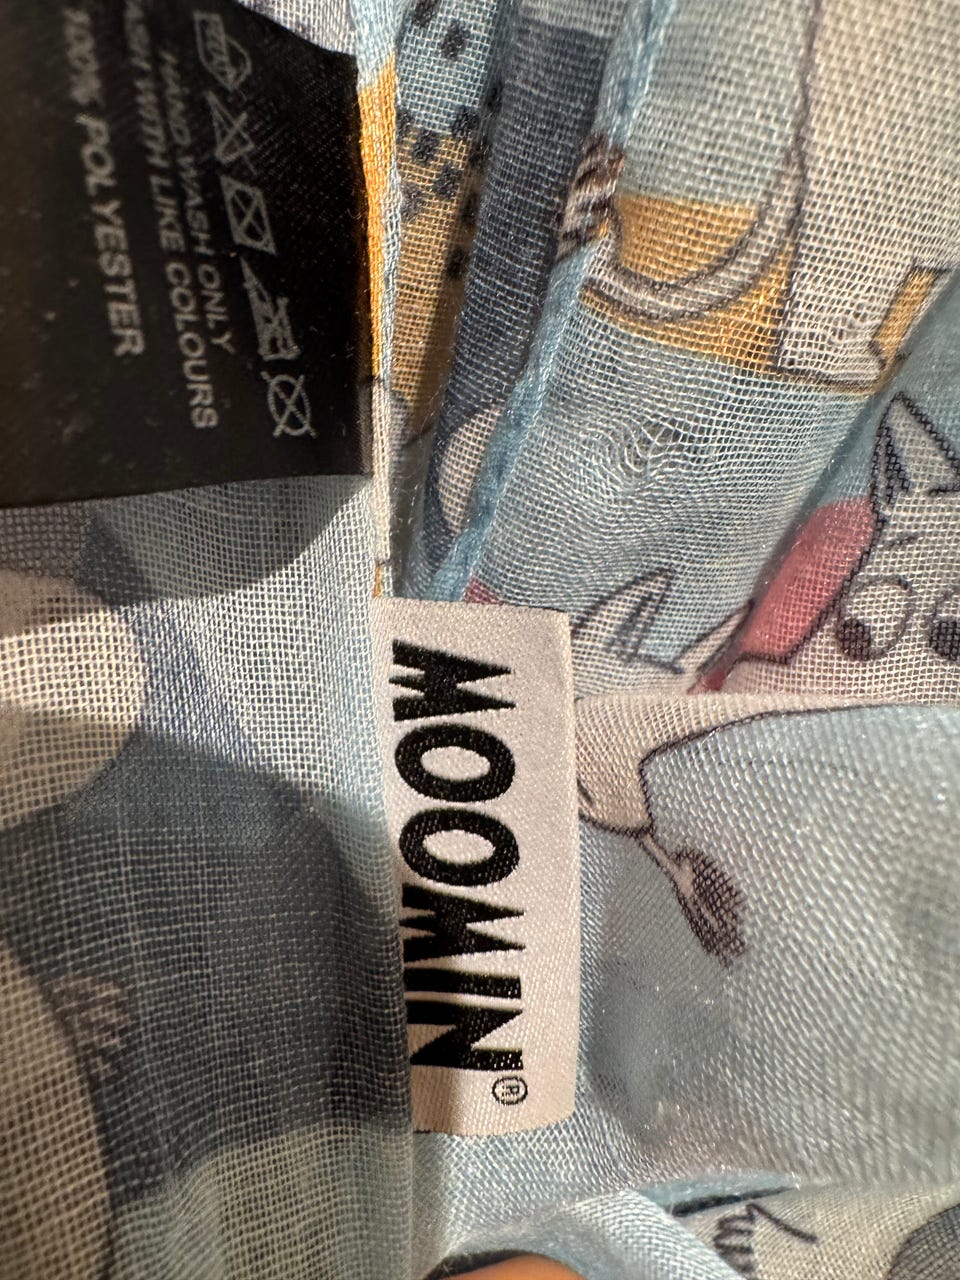 HAND WASH ONLY
WASH WITH LIKE COLOURS
100% POLYESTER
MOOMIN®